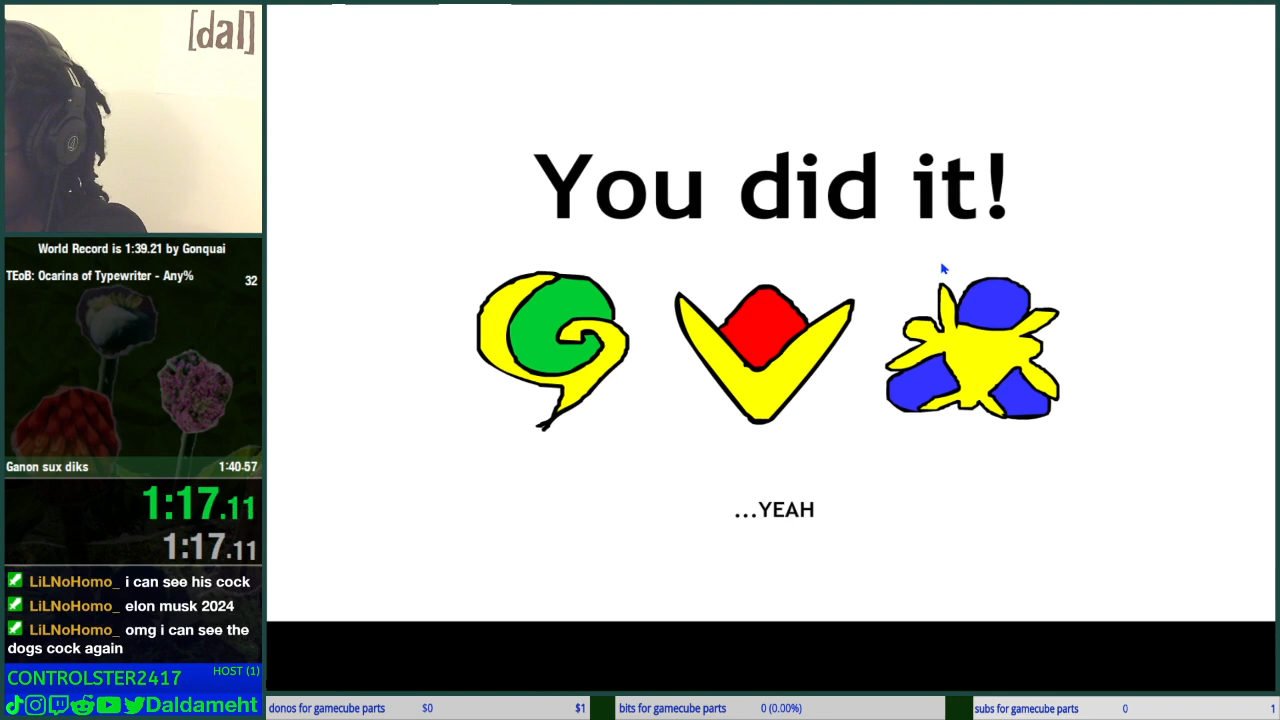 [dal]
World Record is 1:39.21 by Gonquai
TEoB: Ocarina of Typewriter - Any%
32
Ganon sux diks 1:40-57
1:17.11
1:17.11
LiLNoHomo_ i can see his cock
LiLNoHomo_ elon musk 2024
LiLNoHomo_ omg i can see the
dogs cock again
CONTROLSTER2417 HOST (1)
Daldameht
You did it!
...YEAH
donos for gamecube parts $0 $1
bits for gamecube parts 0 (0.00%)
subs for gamecube parts 0 1